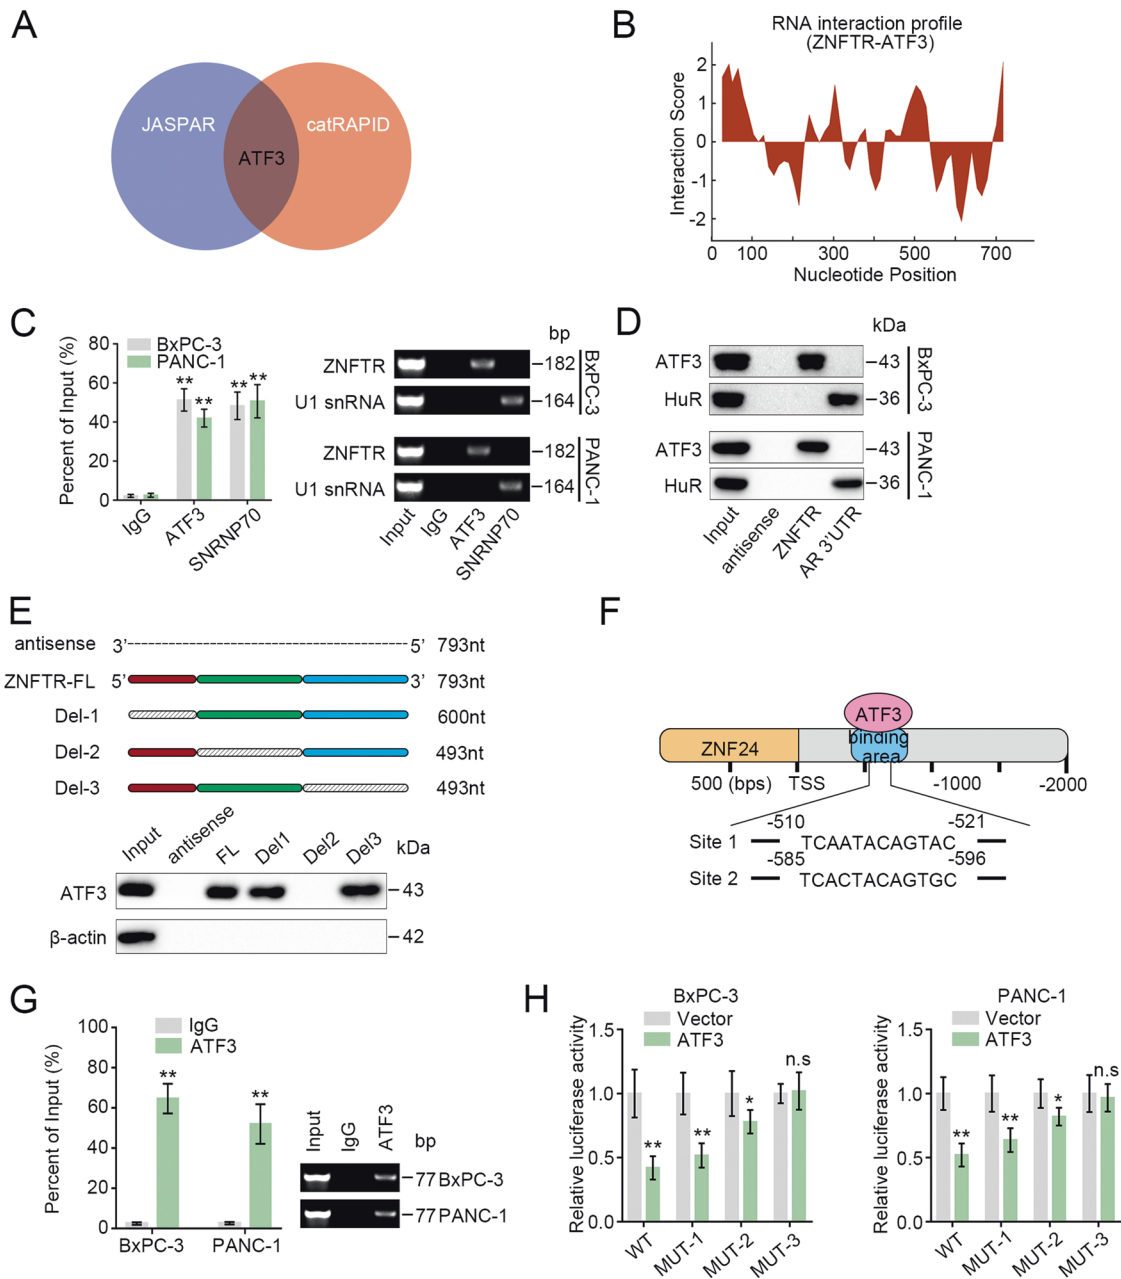 A
JASPAR
catRAPID
ATF3
B
RNA interaction profile
(ZNFTR-ATF3)
Interaction Score
2
1
0
-1
-2
0 100 300 500 700
Nucleotide Position
C
Percent of Input (%)
80
60
40
20
0
BxPC-3
PANC-1
** ** ** **
IgG ATF3 SNRNP70
bp
ZNFTR 182
U1 snRNA 164
BxPC-3
ZNFTR 182
U1 snRNA 164
PANC-1
Input IgG ATF3 SNRNP70
D
kDa
ATF3 43
HuR 36
BxPC-3
ATF3 43
HuR 36
PANC-1
Input antisense ZNFTR AR 3'UTR
E
antisense 3' 5' 793nt
ZNFTR-FL 5' 3' 793nt
Del-1 600nt
Del-2 493nt
Del-3 493nt
Input antisense FL Del1 Del2 Del3 kDa
ATF3 43
β-actin 42
F
ATF3
ZNF24
binding
area
500 (bps) TSS -1000 -2000
-510 -521
Site 1 TCAATACAGTAC
-585 -596
Site 2 TCACTACAGTGC
G
Percent of Input (%)
100
80
60
40
20
0
IgG
ATF3
** **
BxPC-3 PANC-1
Input IgG ATF3 bp
77 BxPC-3
77 PANC-1
H
BxPC-3
Relative luciferase activity
1.5
1.0
0.5
0.0
Vector
ATF3
** ** * n.s
WT MUT-1 MUT-2 MUT-3
PANC-1
Relative luciferase activity
1.5
1.0
0.5
0.0
Vector
ATF3
** ** * n.s
WT MUT-1 MUT-2 MUT-3